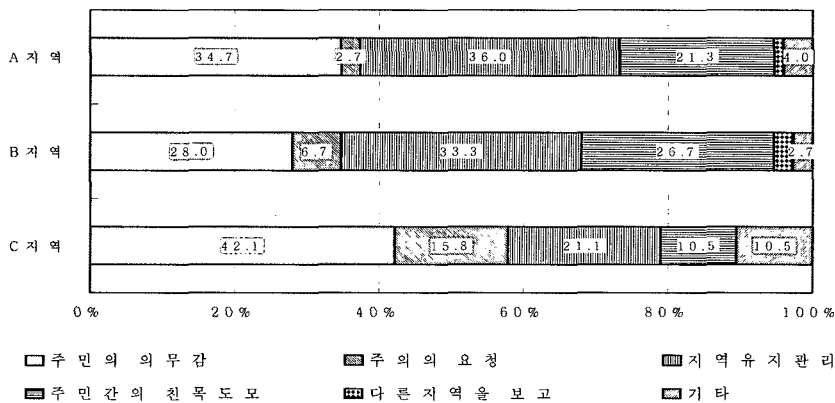 A 지역 34.7 2.7 36.0 21.3 4.0
B 지역 28.0 6.7 33.3 26.7 2.7
C 지역 42.1 15.8 21.1 10.5 10.5
0% 20% 40% 60% 80% 100%
주민의 의무감 주의의 요청 지역유지관리
주민간의 친목도모 다른지역을 보고 기타